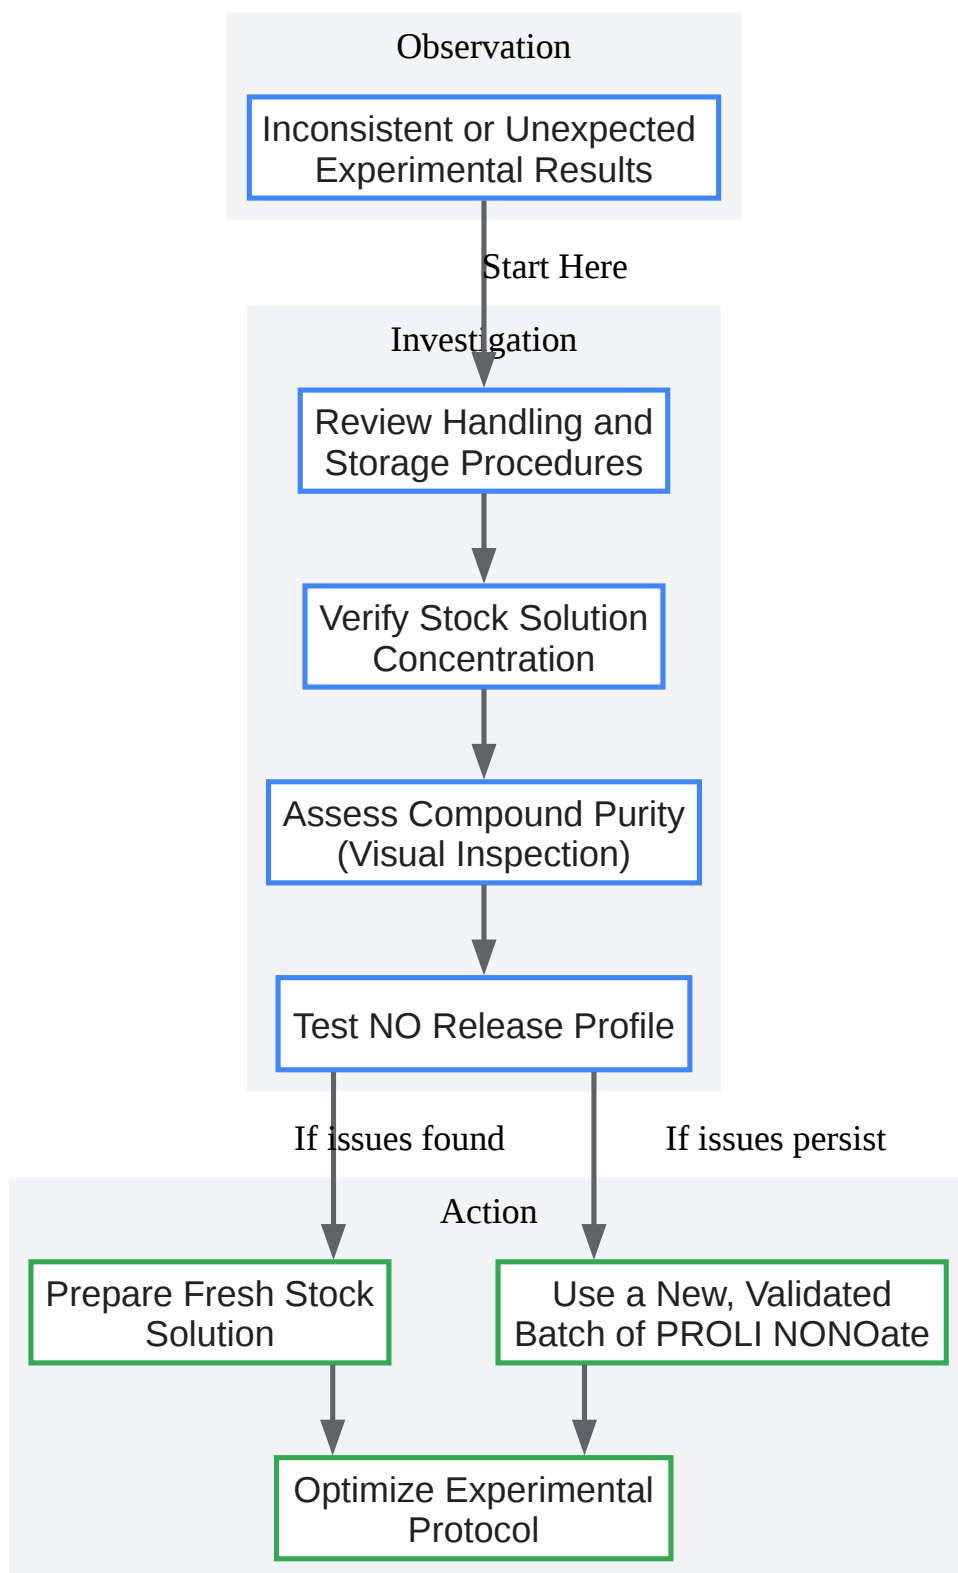 Observation
Inconsistent or Unexpected
Experimental Results
Start Here
Investigation
Review Handling and
Storage Procedures
Verify Stock Solution
Concentration
Assess Compound Purity
(Visual Inspection)
Test NO Release Profile
If issues found
If issues persist
Action
Prepare Fresh Stock
Solution
Use a New, Validated
Batch of PROLI NONOate
Optimize Experimental
Protocol